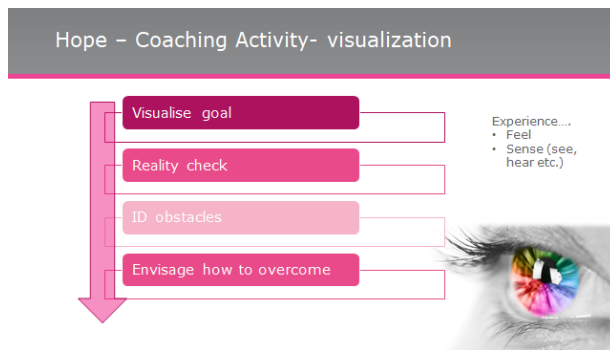 Hope – Coaching Activity- visualization
Visualise goal
Reality check
ID obstacles
Envisage how to overcome
Experience….
• Feel
• Sense (see,
hear etc.)